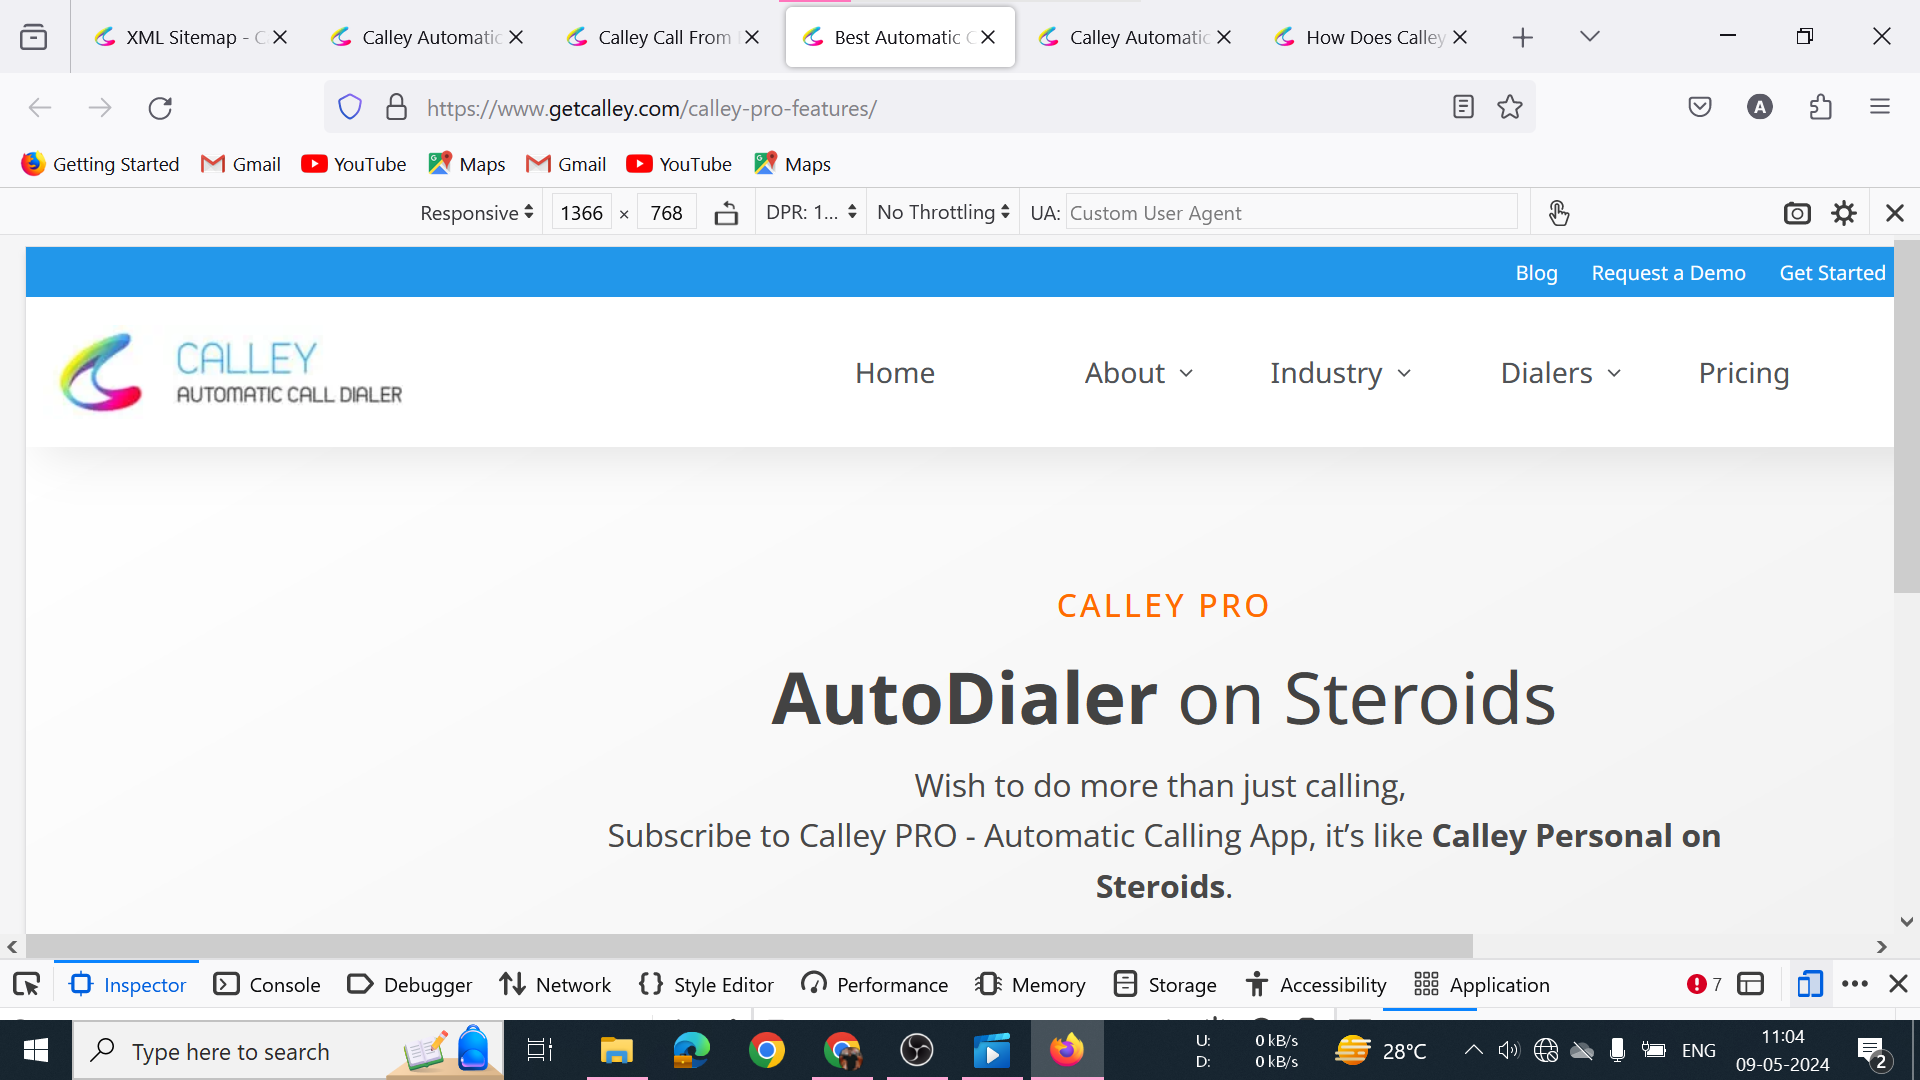 XML Sitemap - C
Calley Automatic
Calley Call From
Best Automatic C
Calley Automatic
How Does Calley
https://www.getcalley.com/calley-pro-features/
A
Getting Started
Gmail
YouTube
Maps
Gmail
YouTube
Maps
Responsive
1366 × 768
DPR: 1...
No Throttling
UA: Custom User Agent
Blog
Request a Demo
Get Started
CALLEY
AUTOMATIC CALL DIALER
Home
About
Industry
Dialers
Pricing
CALLEY PRO
AutoDialer on Steroids
Wish to do more than just calling,
Subscribe to Calley PRO - Automatic Calling App, it’s like Calley Personal on
Steroids.
Inspector
Console
Debugger
Network
Style Editor
Performance
Memory
Storage
Accessibility
Application
7
Type here to search
U: 0 kB/s
D: 0 kB/s
28°C
ENG
11:04
09-05-2024
2